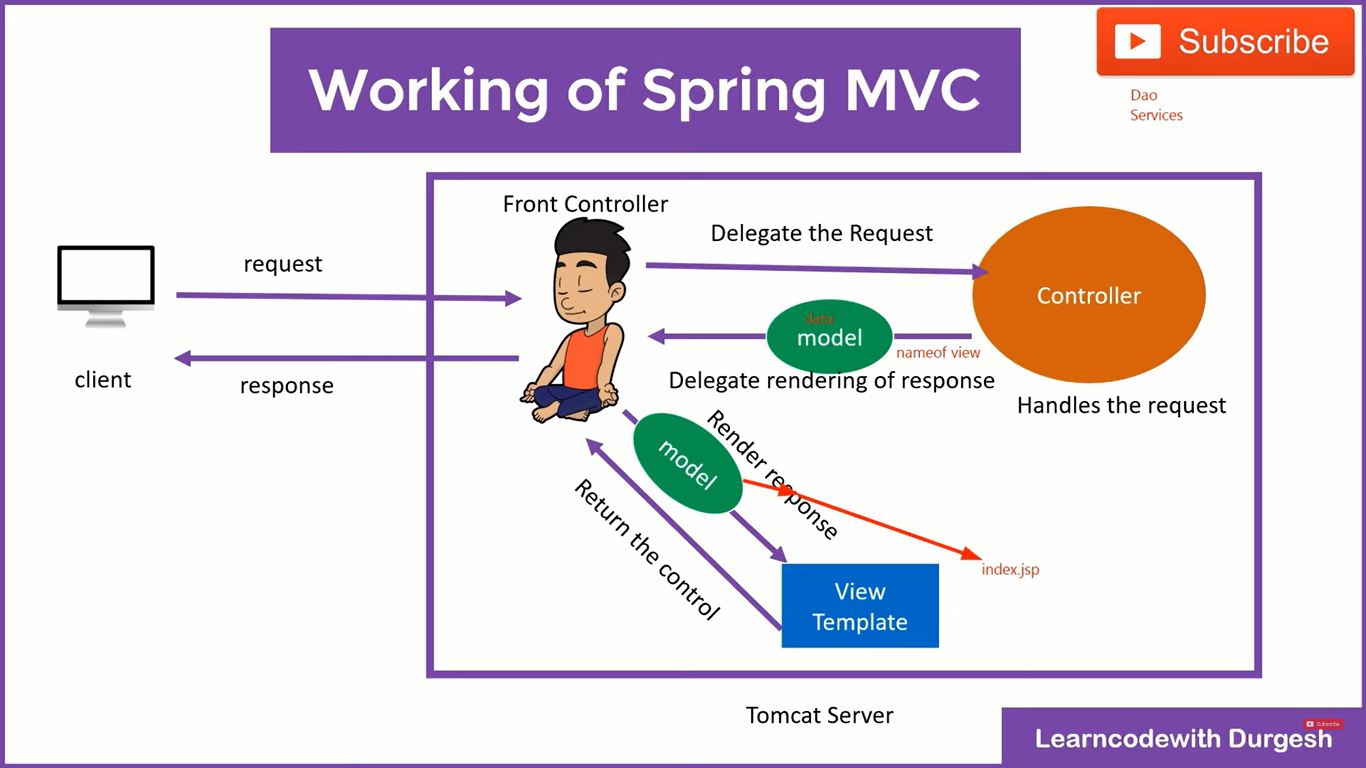 Subscribe
Working of Spring MVC
Dao
Services
Front Controller
Delegate the Request
request
Controller
data
model
nameof view
client
response
Delegate rendering of response
Handles the request
Render response
model
Return the control
index.jsp
View
Template
Tomcat Server
Subscribe
Learncodewith Durgesh